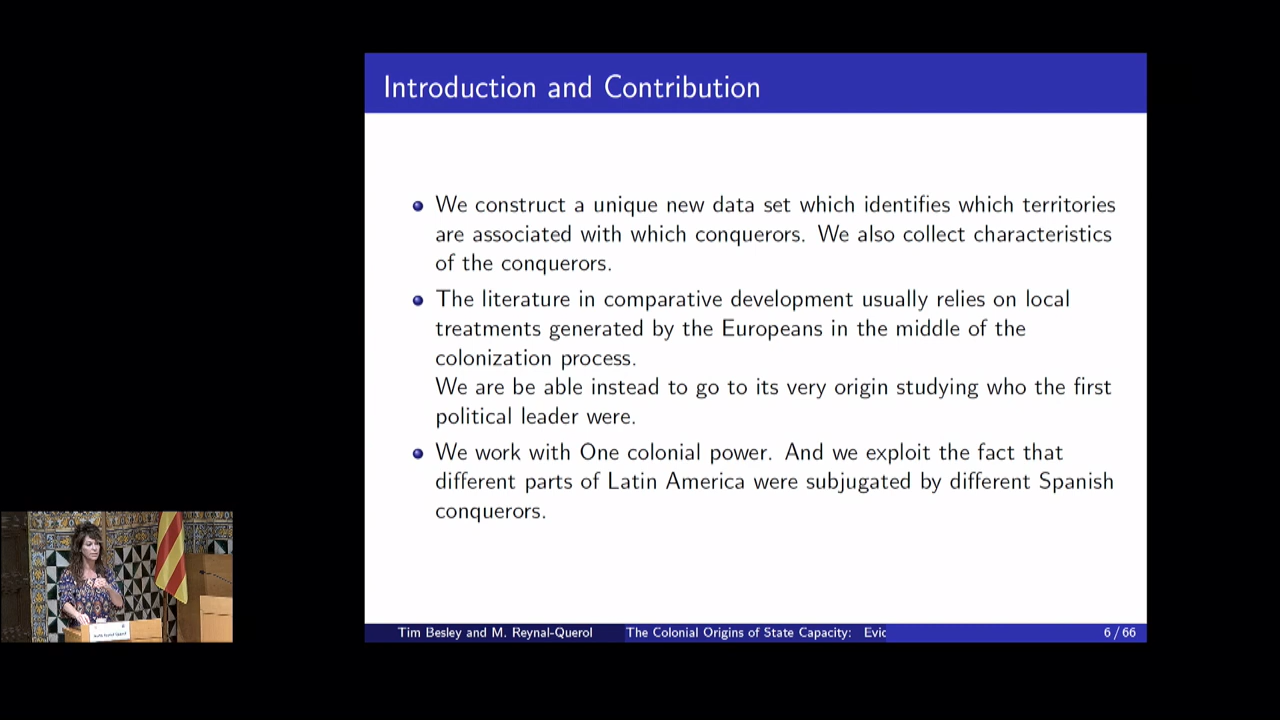 Introduction and Contribution
We construct a unique new data set which identifies which territories
are associated with which conquerors. We also collect characteristics
of the conquerors.
The literature in comparative development usually relies on local
treatments generated by the Europeans in the middle of the
colonization process.
We are be able instead to go to its very origin studying who the first
political leader were.
We work with One colonial power. And we exploit the fact that
different parts of Latin America were subjugated by different Spanish
conquerors.
Tim Besley and M. Reynal-Querol
The Colonial Origins of State Capacity: Evic
6 / 66